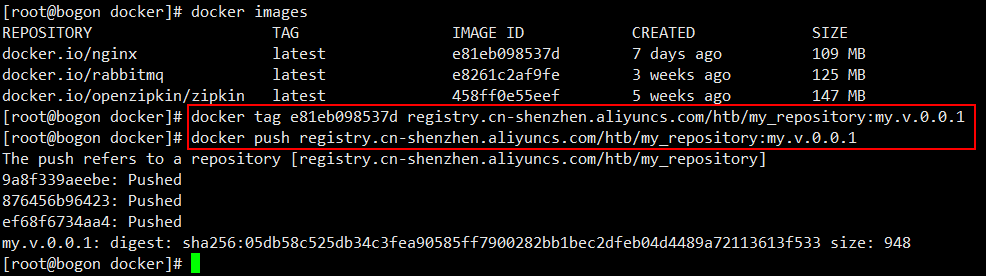 [root@bogon docker]# docker images
REPOSITORY TAG IMAGE ID CREATED SIZE
docker.io/nginx latest e81eb098537d 7 days ago 109 MB
docker.io/rabbitmq latest e8261c2af9fe 3 weeks ago 125 MB
docker.io/openzipkin/zipkin latest 458ff0e55eef 5 weeks ago 147 MB
[root@bogon docker]# docker tag e81eb098537d registry.cn-shenzhen.aliyuncs.com/htb/my_repository:my.v.0.0.1
[root@bogon docker]# docker push registry.cn-shenzhen.aliyuncs.com/htb/my_repository:my.v.0.0.1
The push refers to a repository [registry.cn-shenzhen.aliyuncs.com/htb/my_repository]
9a8f339aeebe: Pushed
876456b96423: Pushed
ef68f6734aa4: Pushed
my.v.0.0.1: digest: sha256:05db58c525db34c3fea90585ff7900282bb1bec2dfeb04d4489a72113613f533 size: 948
[root@bogon docker]#